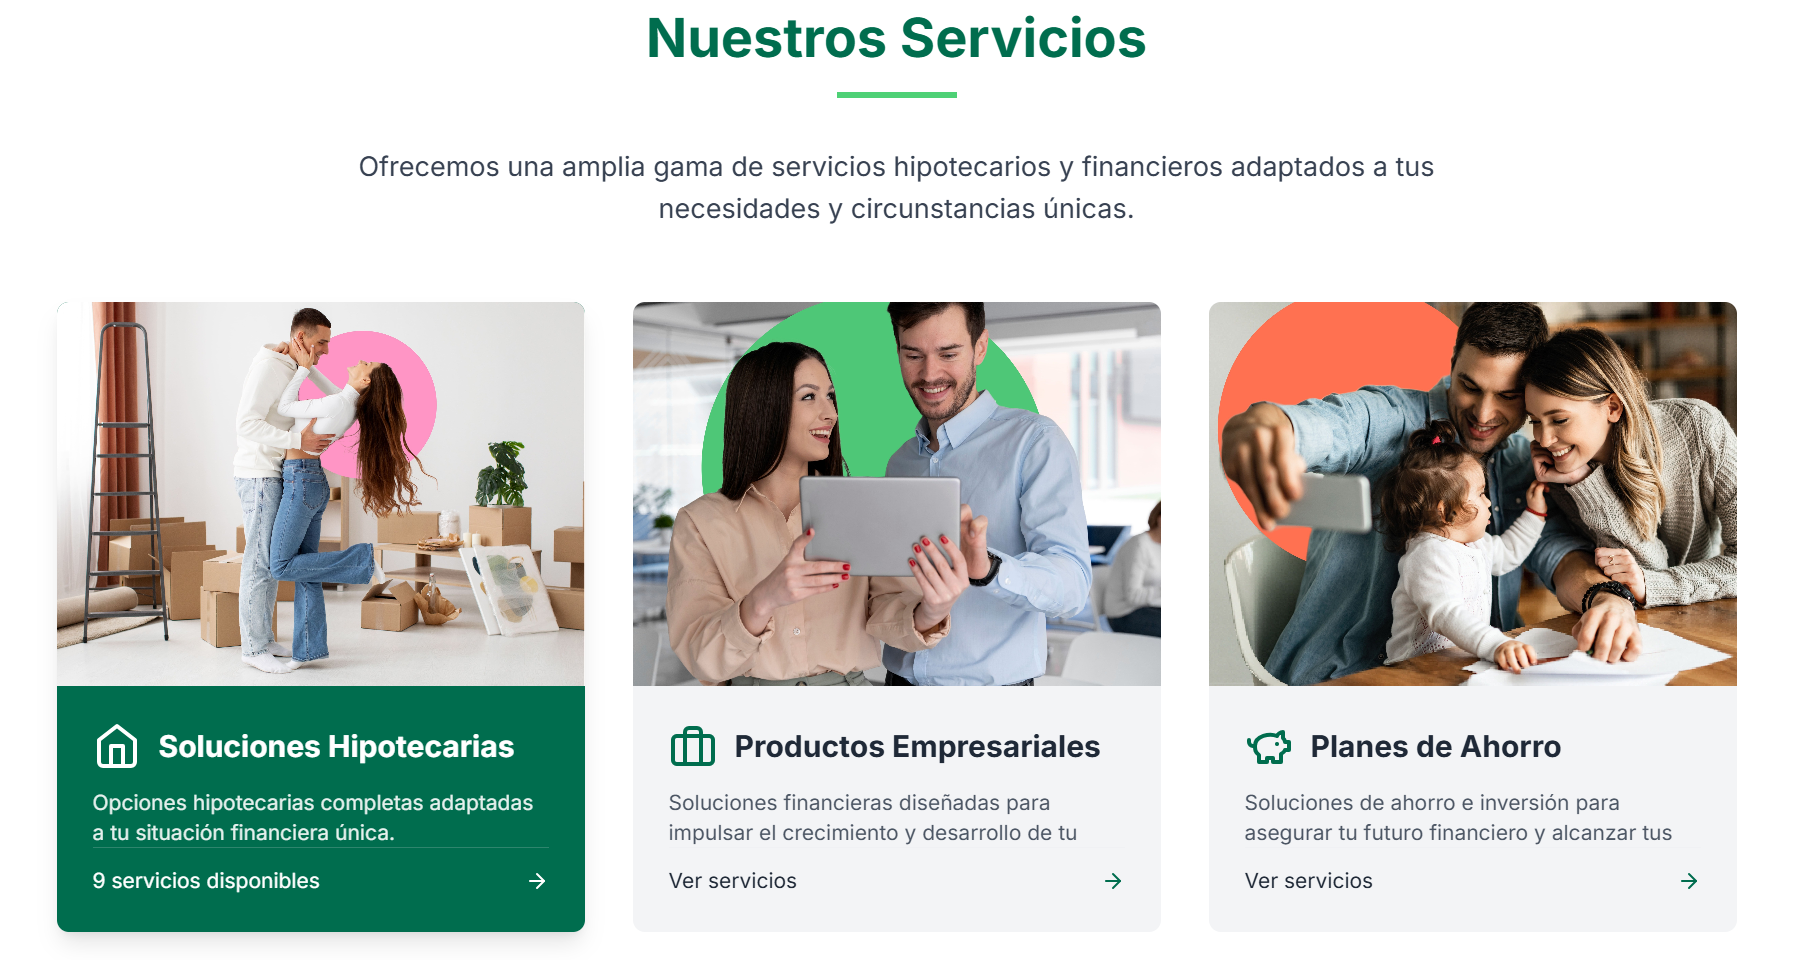 Nuestros Servicios
Ofrecemos una amplia gama de servicios hipotecarios y financieros adaptados a tus
necesidades y circunstancias únicas.
Soluciones Hipotecarias
Opciones hipotecarias completas adaptadas
a tu situación financiera única.
9 servicios disponibles
Productos Empresariales
Soluciones financieras diseñadas para
impulsar el crecimiento y desarrollo de tu
Ver servicios
Planes de Ahorro
Soluciones de ahorro e inversión para
asegurar tu futuro financiero y alcanzar tus
Ver servicios